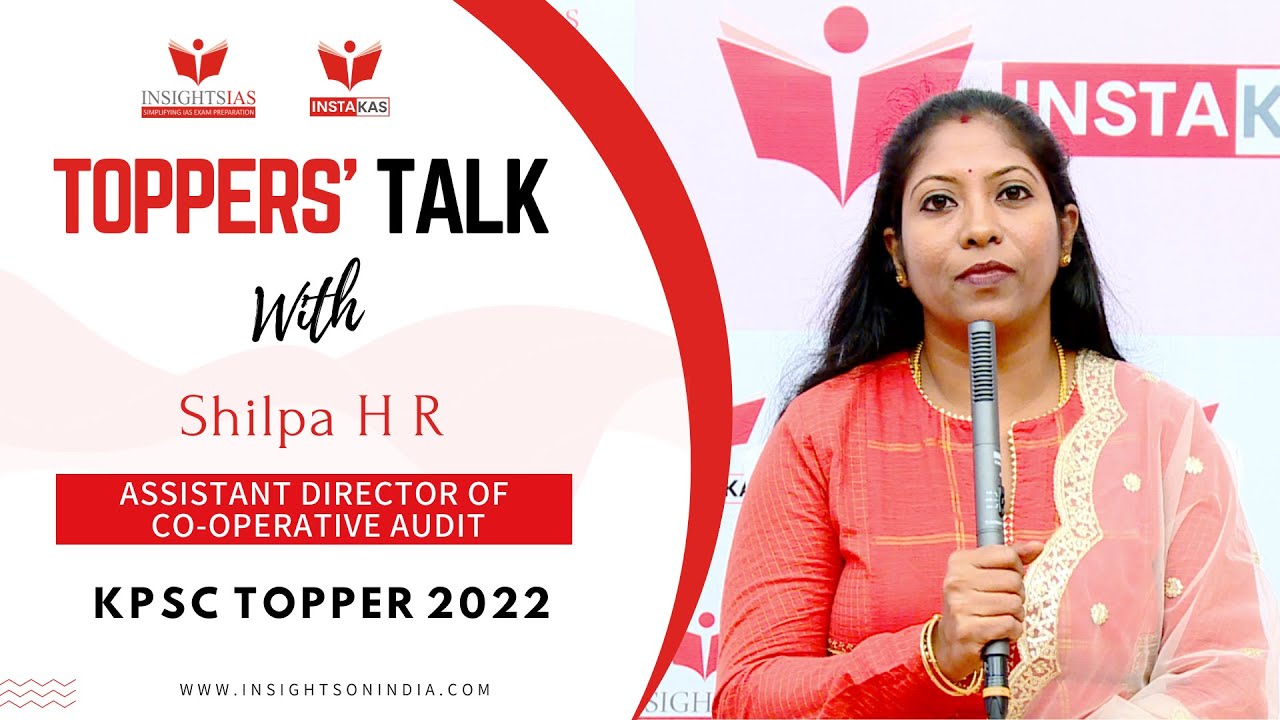 INSIGHTSIAS
SIMPLIFYING IAS EXAM PREPARATION
INSTAKAS
TOPPERS' TALK
With
Shilpa H R
ASSISTANT DIRECTOR OF
CO-OPERATIVE AUDIT
KPSC TOPPER 2022
WWW.INSIGHTSONINDIA.COM
INSTAK